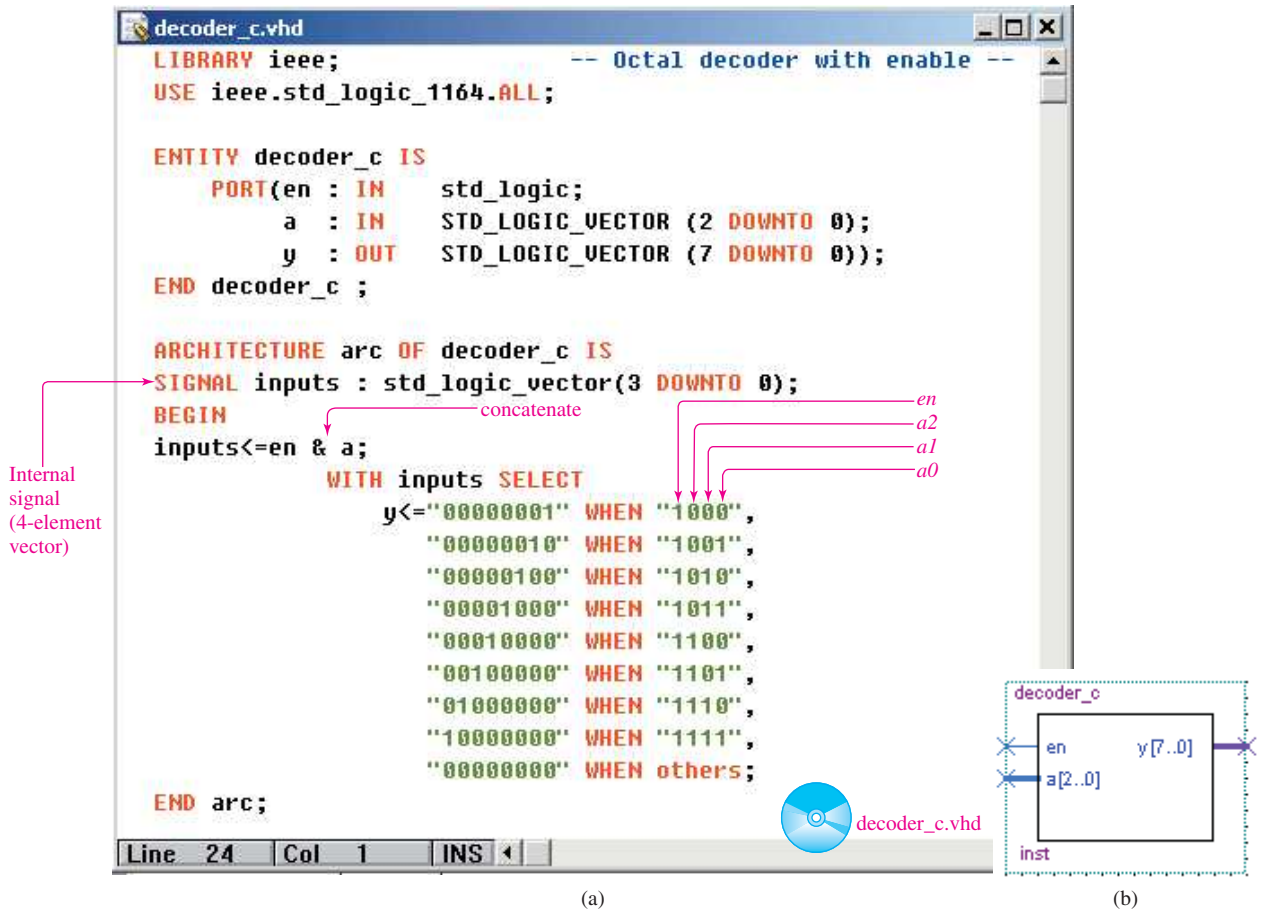 decoder_c.vhd
LIBRARY ieee; -- Octal decoder with enable --
USE ieee.std_logic_1164.ALL;
ENTITY decoder_c IS
PORT(en : IN std_logic;
a : IN STD_LOGIC_VECTOR (2 DOWNTO 0);
y : OUT STD_LOGIC_VECTOR (7 DOWNTO 0));
END decoder_c ;
ARCHITECTURE arc OF decoder_c IS
SIGNAL inputs : std_logic_vector(3 DOWNTO 0);
BEGIN
concatenate
inputs<=en & a;
en
a2
a1
a0
Internal
signal
(4-element
vector)
WITH inputs SELECT
y<="00000001" WHEN "1000",
"00000010" WHEN "1001",
"00000100" WHEN "1010",
"00001000" WHEN "1011",
"00010000" WHEN "1100",
"00100000" WHEN "1101",
"01000000" WHEN "1110",
"10000000" WHEN "1111",
"00000000" WHEN others;
END arc;
decoder_c.vhd
Line 24 Col 1 INS
(a)
decoder_c
en y[7..0]
a[2..0]
inst
(b)